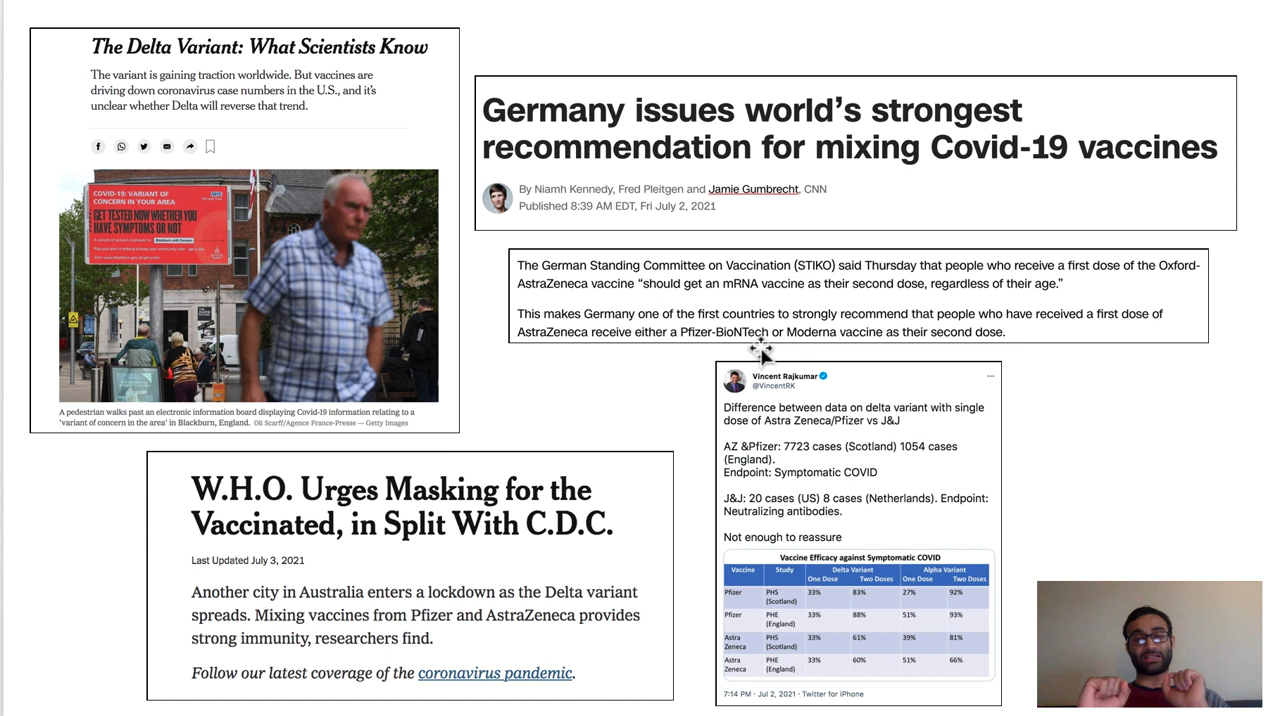 The Delta Variant: What Scientists Know
The variant is gaining traction worldwide. But vaccines are
driving down coronavirus case numbers in the U.S., and it's
unclear whether Delta will reverse that trend.
COVID-19: VARIANT OF
CONCERN IN YOUR AREA
NHS
GET TESTED NOW WHETHER YOU
HAVE SYMPTOMS OR NOT
A pedestrian walks past an electronic information board displaying Covid-19 information relating to a
'variant of concern in the area' in Blackburn, England. Oli Scarff/Agence France-Presse — Getty Images
Germany issues world's strongest
recommendation for mixing Covid-19 vaccines
By Niamh Kennedy, Fred Pleitgen and Jamie Gumbrecht, CNN
Published 8:39 AM EDT, Fri July 2, 2021
The German Standing Committee on Vaccination (STIKO) said Thursday that people who receive a first dose of the Oxford-
AstraZeneca vaccine "should get an mRNA vaccine as their second dose, regardless of their age."
This makes Germany one of the first countries to strongly recommend that people who have received a first dose of
AstraZeneca receive either a Pfizer-BioNTech or Moderna vaccine as their second dose.
W.H.O. Urges Masking for the
Vaccinated, in Split With C.D.C.
Last Updated July 3, 2021
Another city in Australia enters a lockdown as the Delta variant
spreads. Mixing vaccines from Pfizer and AstraZeneca provides
strong immunity, researchers find.
Follow our latest coverage of the coronavirus pandemic.
Vincent Rajkumar
@VincentRK
Difference between data on delta variant with single
dose of Astra Zeneca/Pfizer vs J&J
AZ &Pfizer: 7723 cases (Scotland) 1054 cases
(England).
Endpoint: Symptomatic COVID
J&J: 20 cases (US) 8 cases (Netherlands). Endpoint:
Neutralizing antibodies.
Not enough to reassure
Vaccine Efficacy against Symptomatic COVID
Vaccine Study Delta Variant Alpha Variant
One Dose Two Doses One Dose Two Doses
Pfizer PHS (Scotland) 33% 83% 27% 92%
Pfizer PHE (England) 33% 88% 51% 93%
Astra Zeneca PHS (Scotland) 33% 61% 39% 81%
Astra Zeneca PHE (England) 33% 60% 51% 66%
7:14 PM · Jul 2, 2021 · Twitter for iPhone